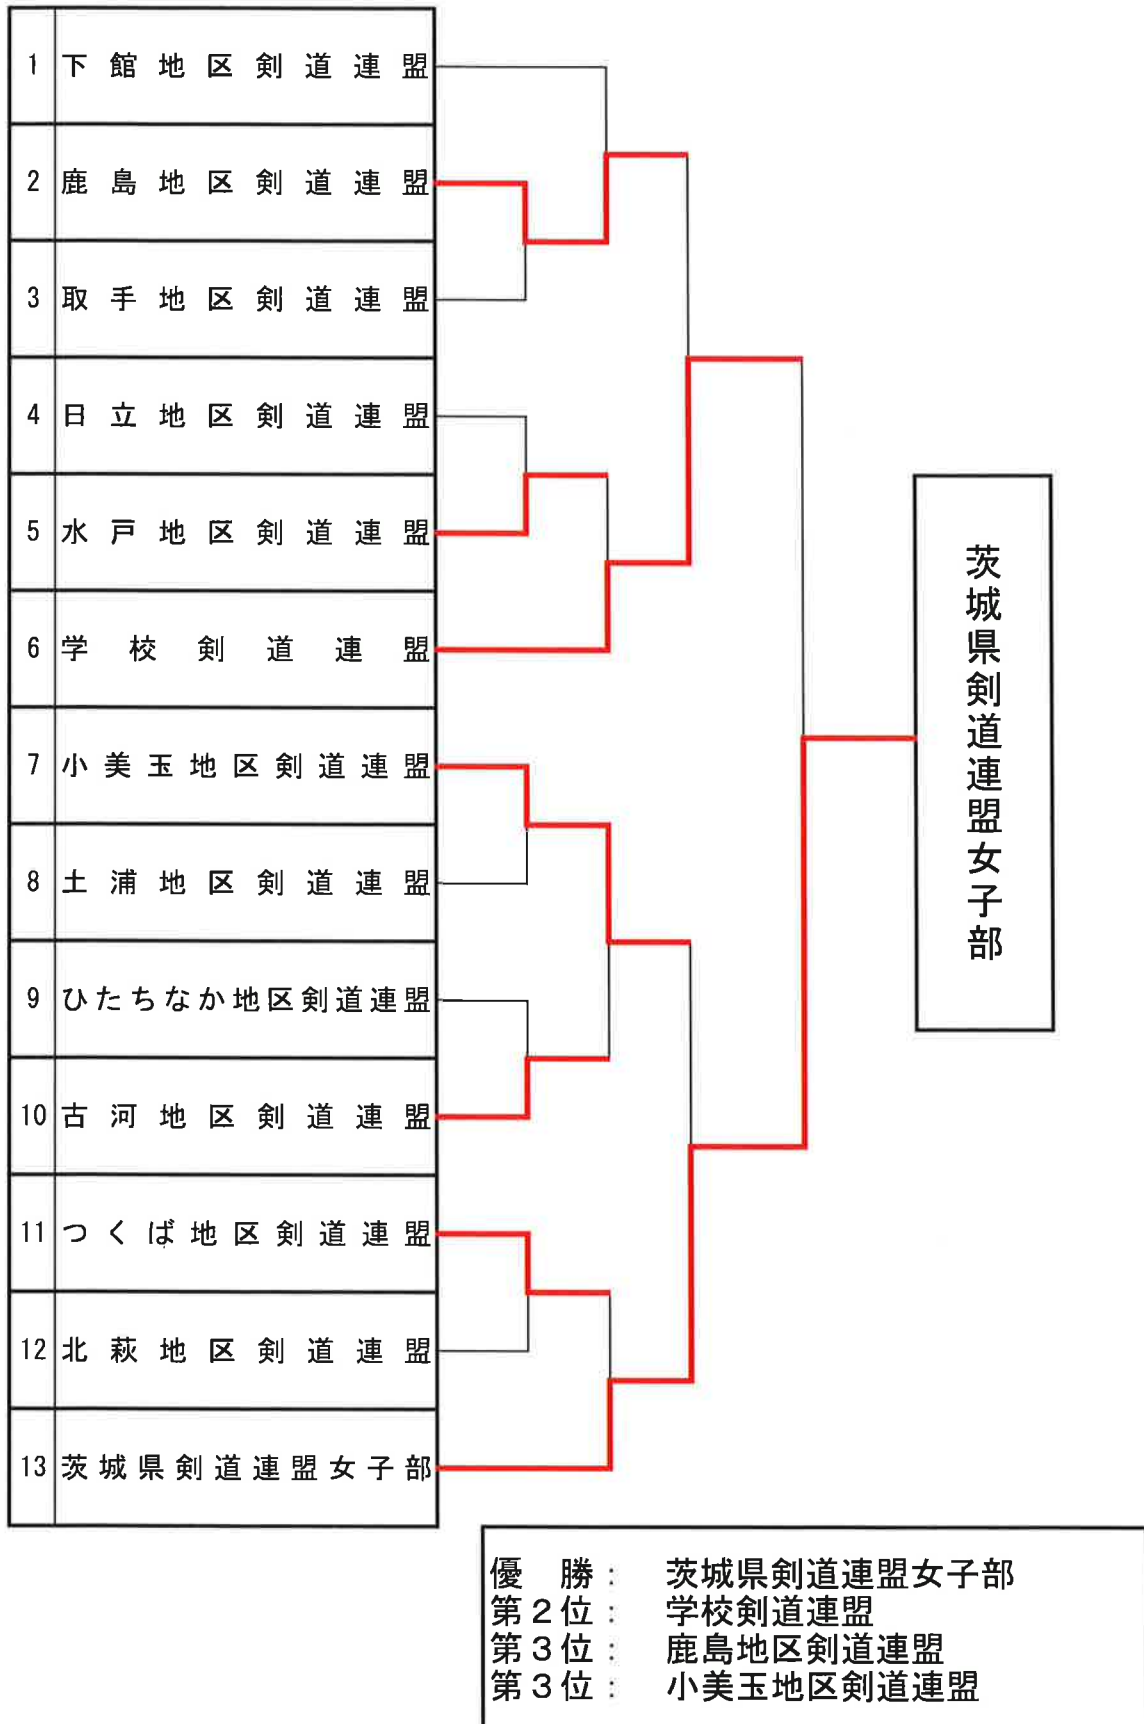 1 下館地区剣道連盟
2 鹿島地区剣道連盟
3 取手地区剣道連盟
4 日立地区剣道連盟
5 水戸地区剣道連盟
6 学校剣道連盟
7 小美玉地区剣道連盟
8 土浦地区剣道連盟
9 ひたちなか地区剣道連盟
10 古河地区剣道連盟
11 つくば地区剣道連盟
12 北萩地区剣道連盟
13 茨城県剣道連盟女子部
茨城県剣道連盟女子部
優　勝： 茨城県剣道連盟女子部
第２位： 学校剣道連盟
第３位： 鹿島地区剣道連盟
第３位： 小美玉地区剣道連盟